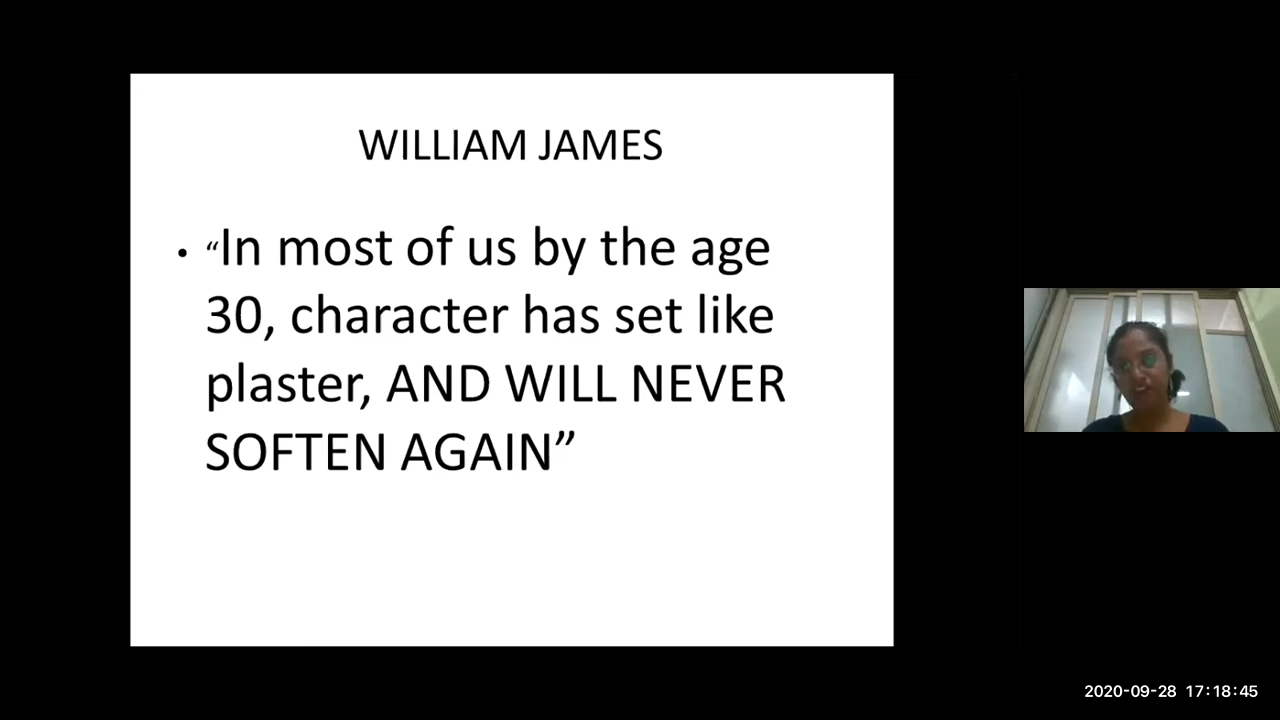 WILLIAM JAMES
• “In most of us by the age
30, character has set like
plaster, AND WILL NEVER
SOFTEN AGAIN”
2020-09-28 17:18:45